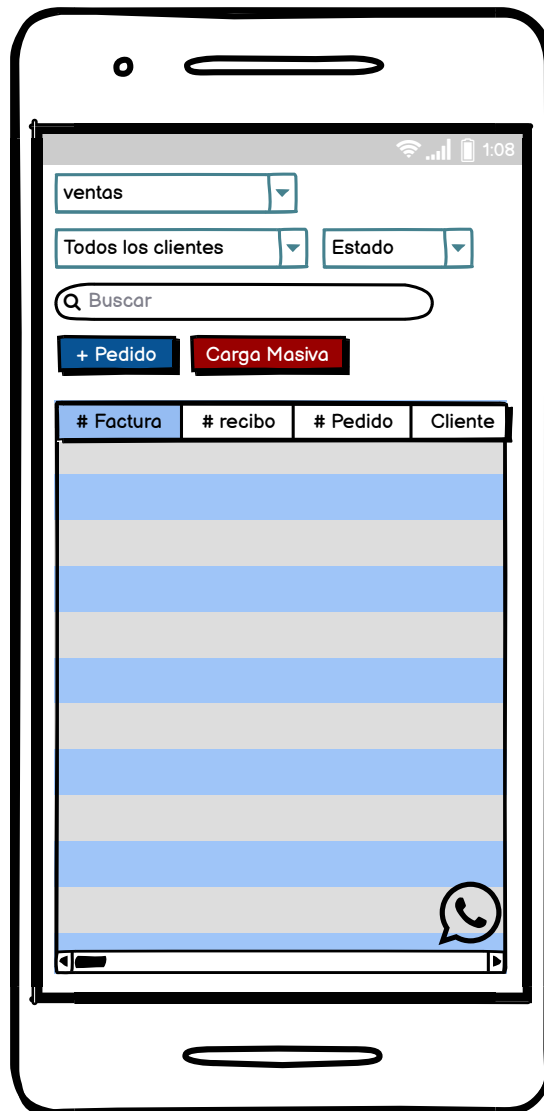 1:08
ventas
Todos los clientes Estado
Buscar
+ Pedido Carga Masiva
# Factura # recibo # Pedido Cliente